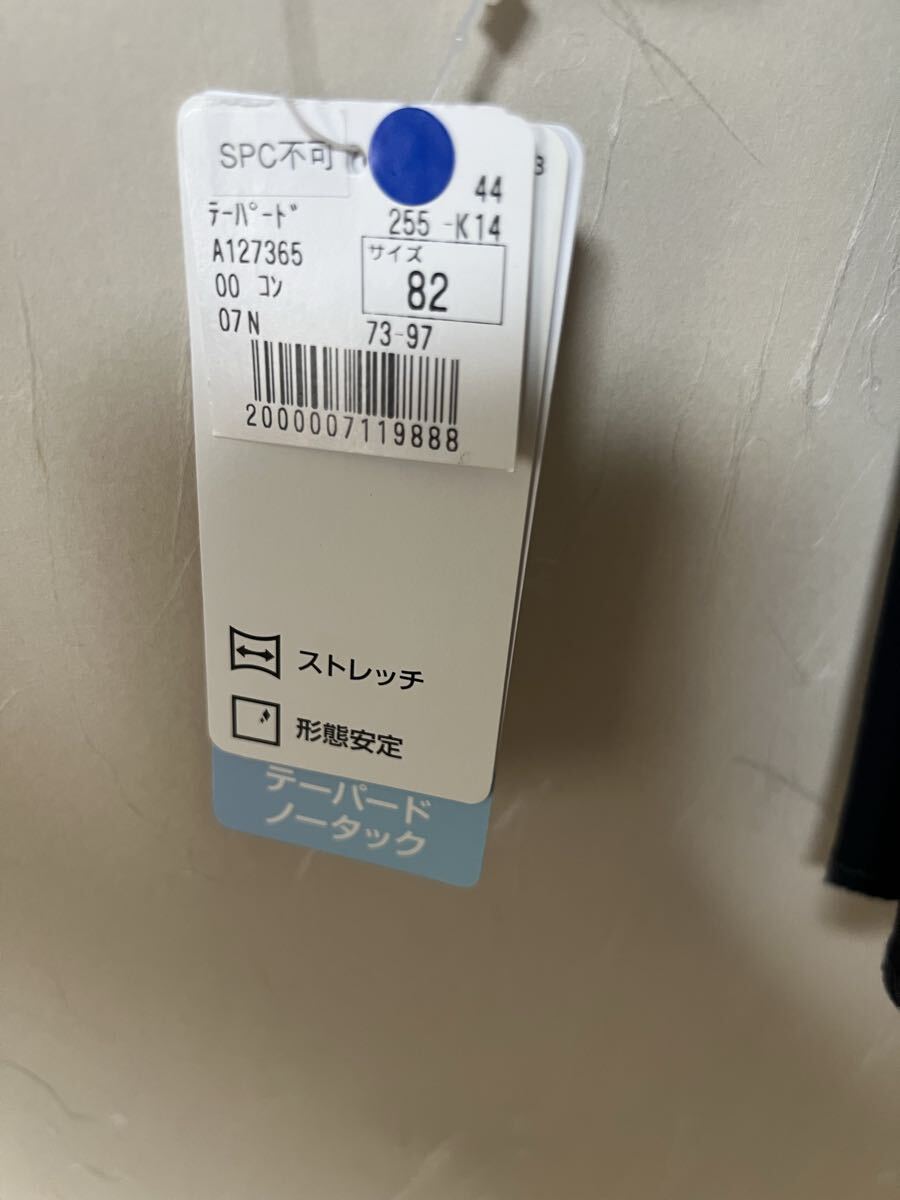 SPC不可
44
ﾃｰﾊﾟｰﾄﾞ 255 -K14
A127365 サイズ
00 ｺﾝ 82
07N 73-97
2000007119888
ストレッチ
形態安定
テーパード
ノータック